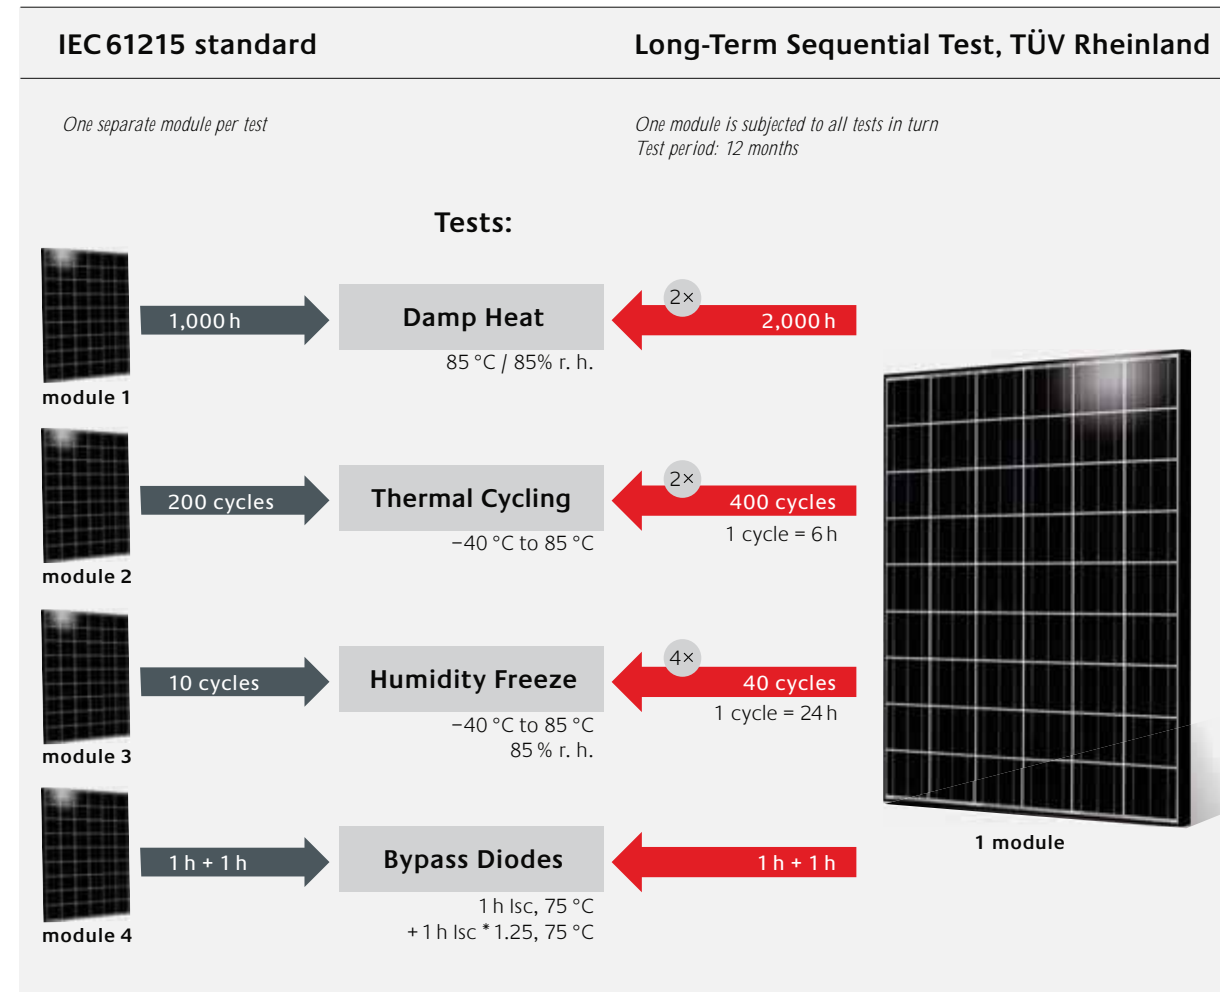 IEC 61215 standard
Long-Term Sequential Test, TÜV Rheinland
One separate module per test
One module is subjected to all tests in turn
Test period: 12 months
Tests:
module 1
1,000 h
Damp Heat
85 °C / 85% r. h.
2×
2,000 h
module 2
200 cycles
Thermal Cycling
−40 °C to 85 °C
2×
400 cycles
1 cycle = 6 h
module 3
10 cycles
Humidity Freeze
−40 °C to 85 °C
85 % r. h.
4×
40 cycles
1 cycle = 24 h
module 4
1 h + 1 h
Bypass Diodes
1 h Isc, 75 °C
+ 1 h Isc * 1.25, 75 °C
1 h + 1 h
1 module